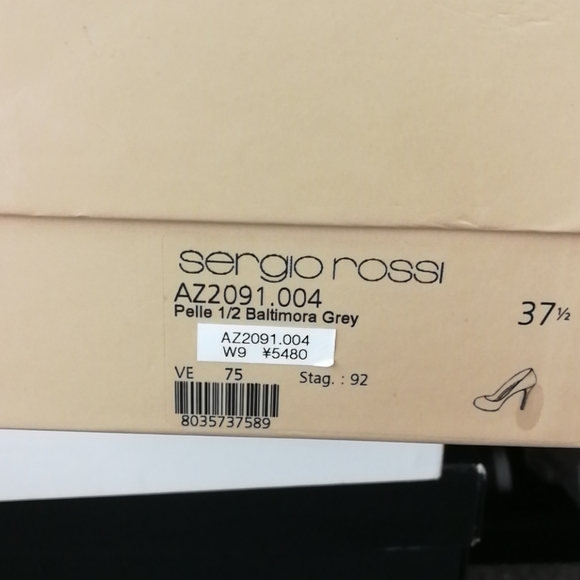 sergio rossi
AZ2091.004
Pelle 1/2 Baltimora Grey
37½
AZ2091.004
W9 ¥5480
VE 75 Stag. : 92
8035737589